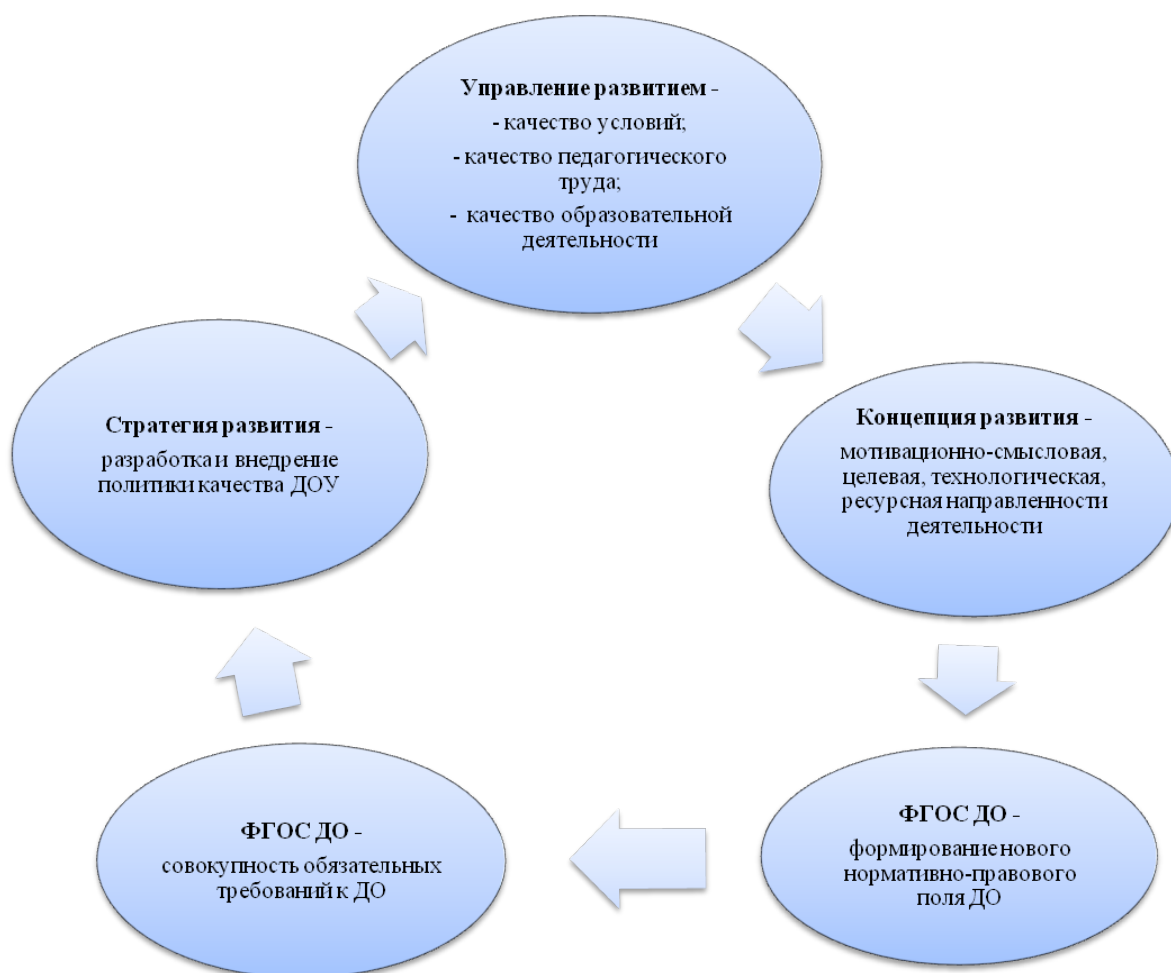 Управление развитием -
- качество условий;
- качество педагогического
труда;
- качество образовательной
деятельности
Стратегия развития -
разработка и внедрение
политики качества ДОУ
Концепция развития -
мотивационно-смысловая,
целевая, технологическая,
ресурсная направленности
деятельности
ФГОС ДО -
совокупность обязательных
требований к ДО
ФГОС ДО -
формирование нового
нормативно-правового
поля ДО